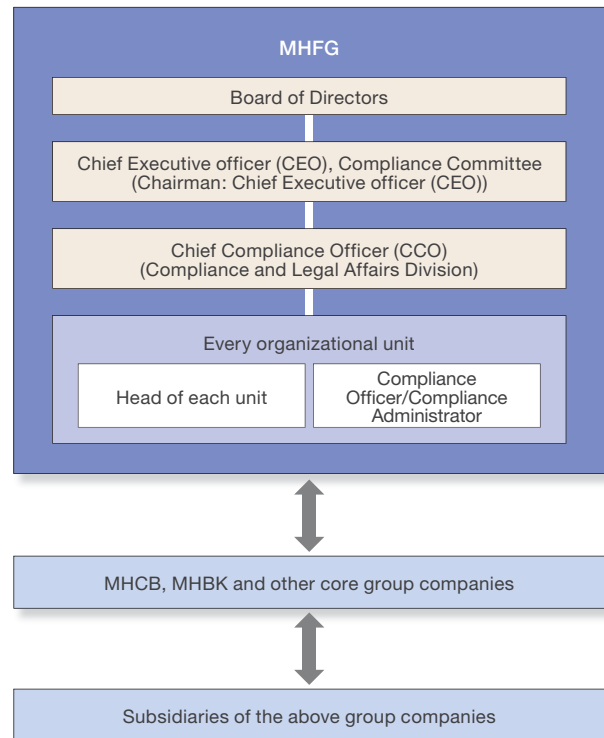 MHFG
Board of Directors
Chief Executive officer (CEO), Compliance Committee
(Chairman: Chief Executive officer (CEO))
Chief Compliance Officer (CCO)
(Compliance and Legal Affairs Division)
Every organizational unit
Head of each unit
Compliance
Officer/Compliance
Administrator
MHCB, MHBK and other core group companies
Subsidiaries of the above group companies